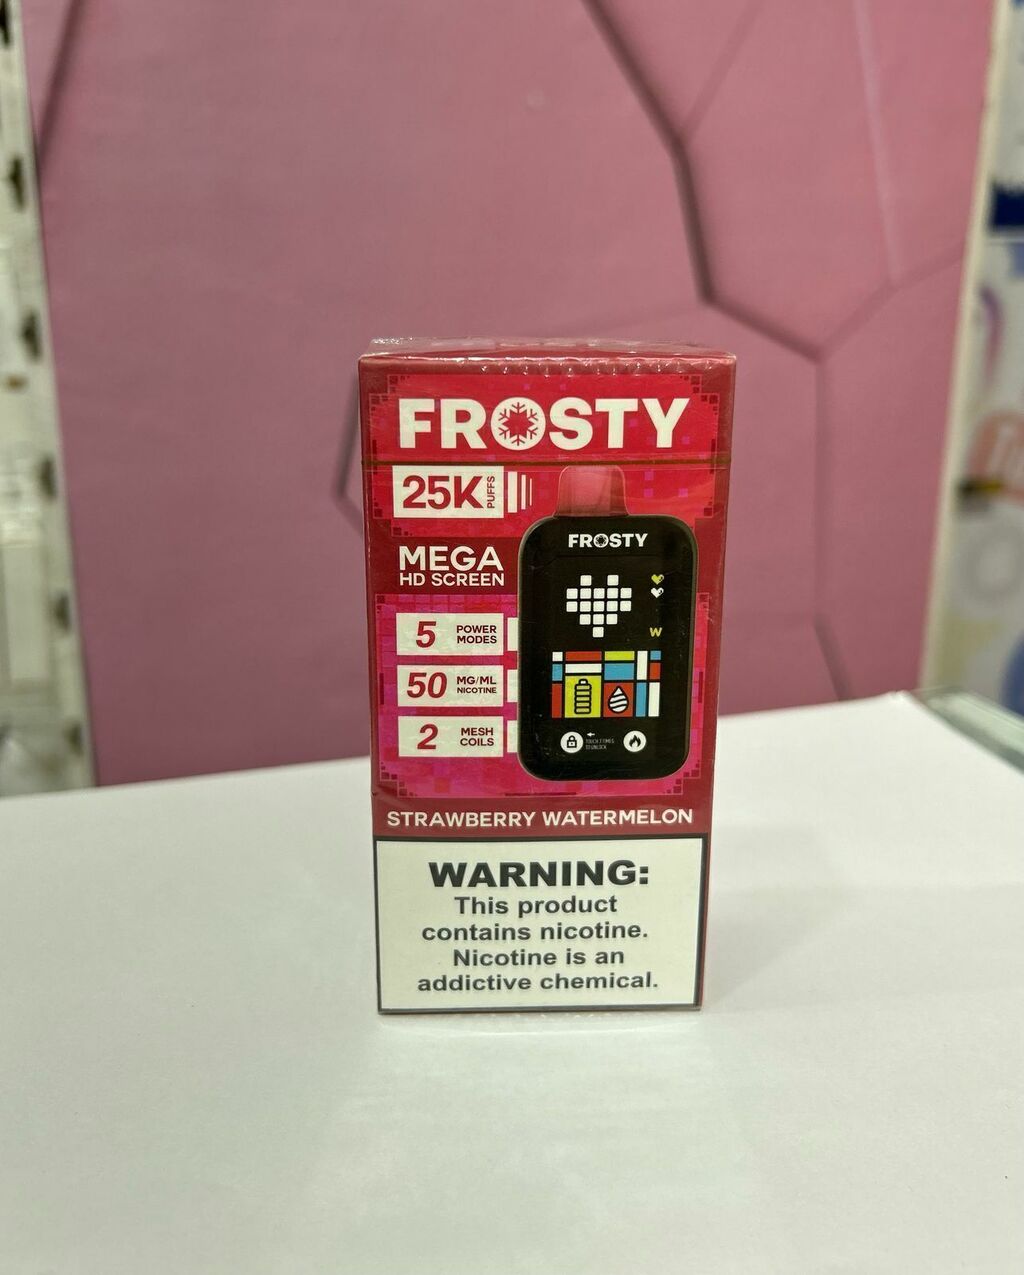 FROSTY
25K PUFFS
MEGA
HD SCREEN
5 POWER MODES
50 MG/ML NICOTINE
2 MESH COILS
FROSTY
W
STRAWBERRY WATERMELON
WARNING:
This product
contains nicotine.
Nicotine is an
addictive chemical.